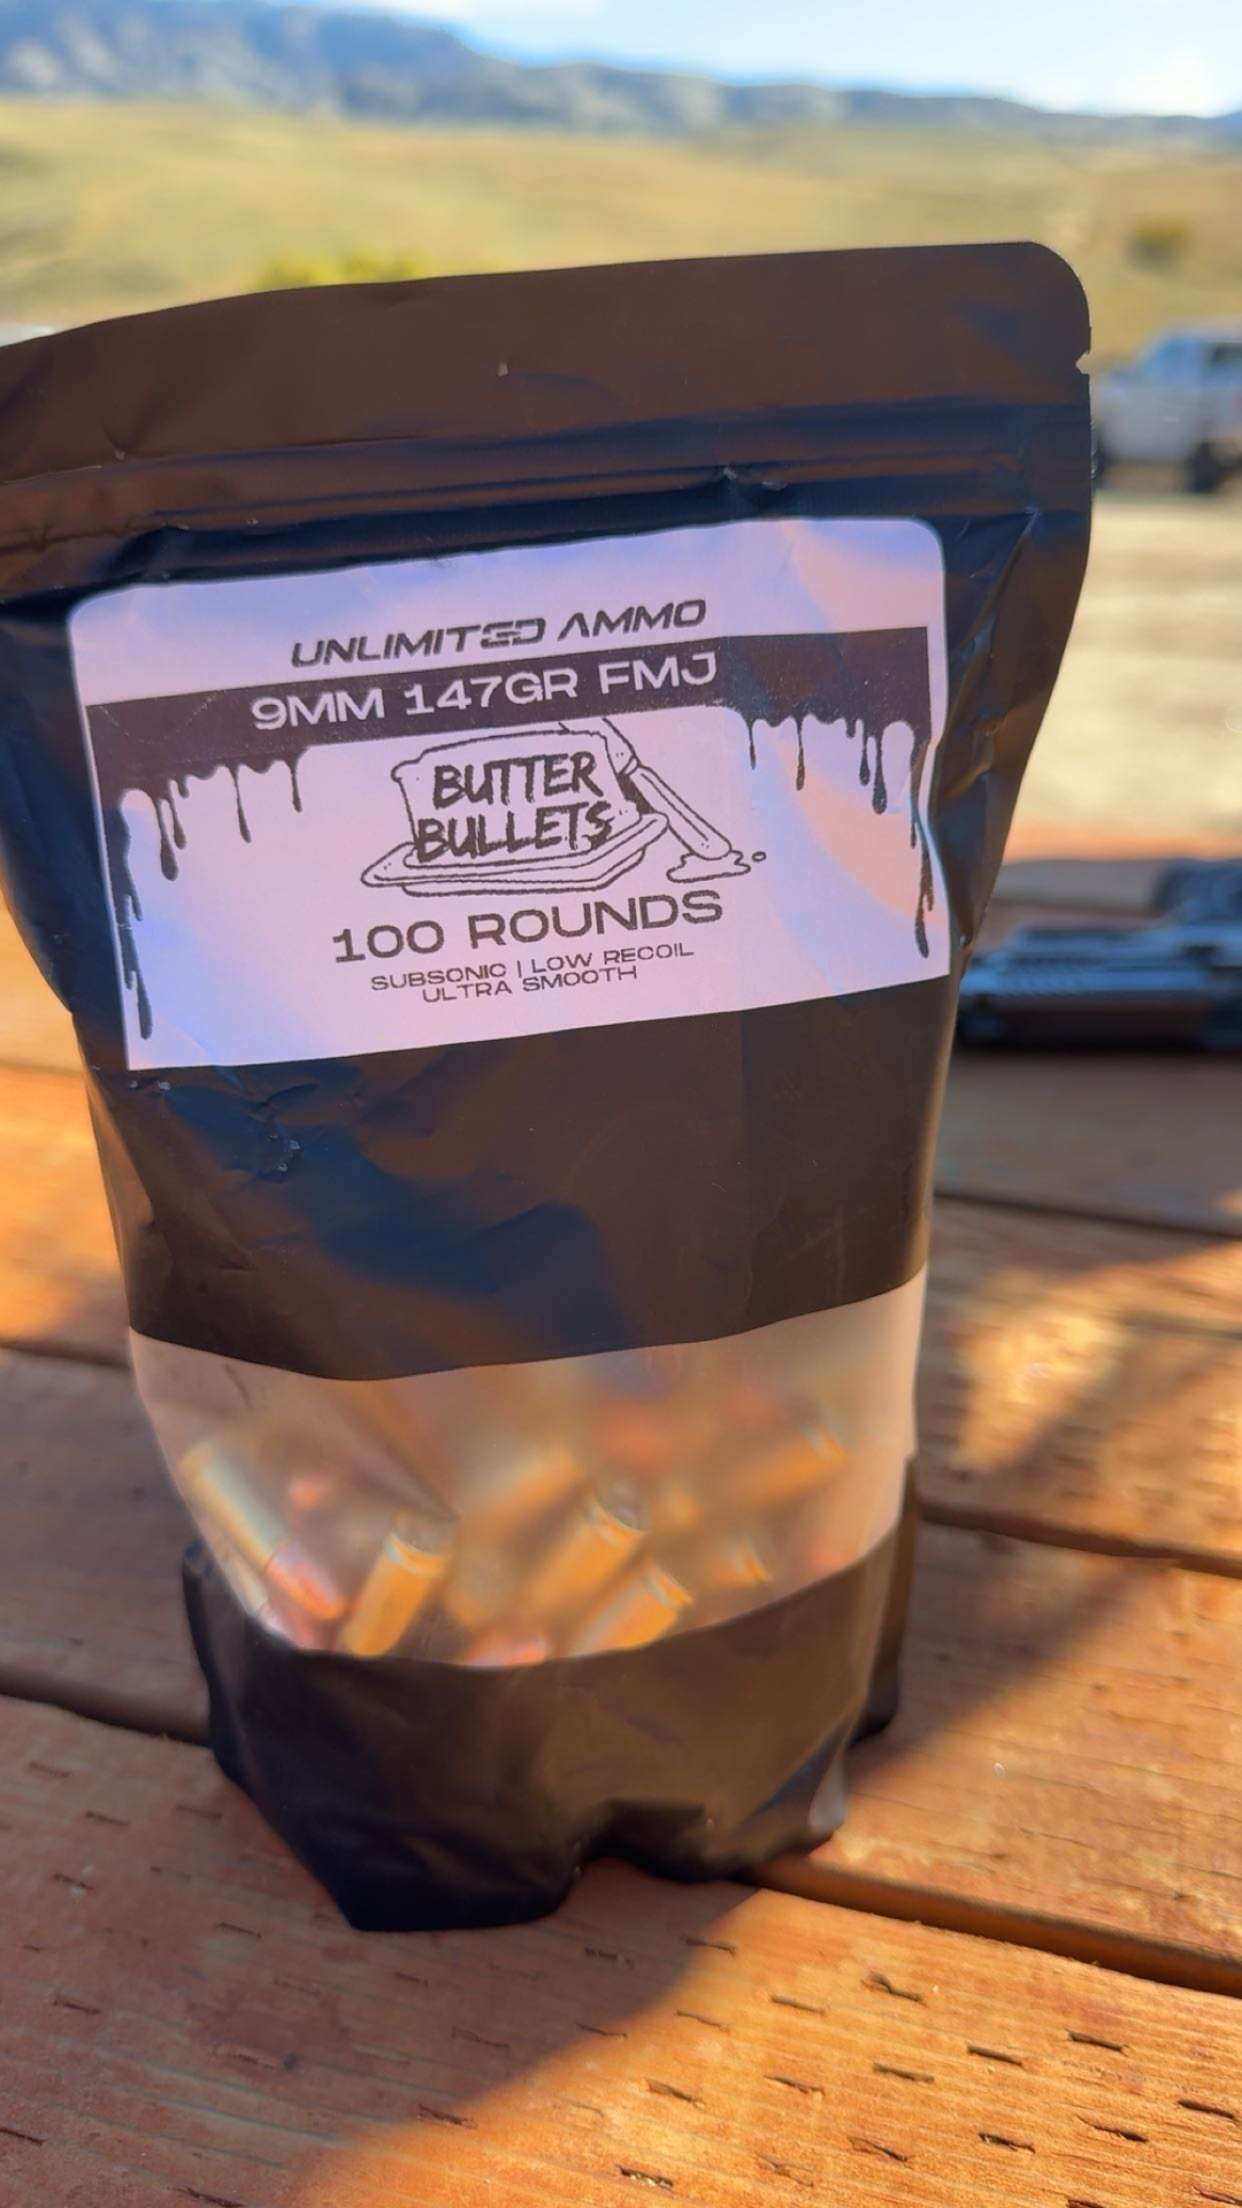 UNLIMITED AMMO
9MM 147GR FMJ
BUTTER
BULLETS
100 ROUNDS
SUBSONIC | LOW RECOIL
ULTRA SMOOTH